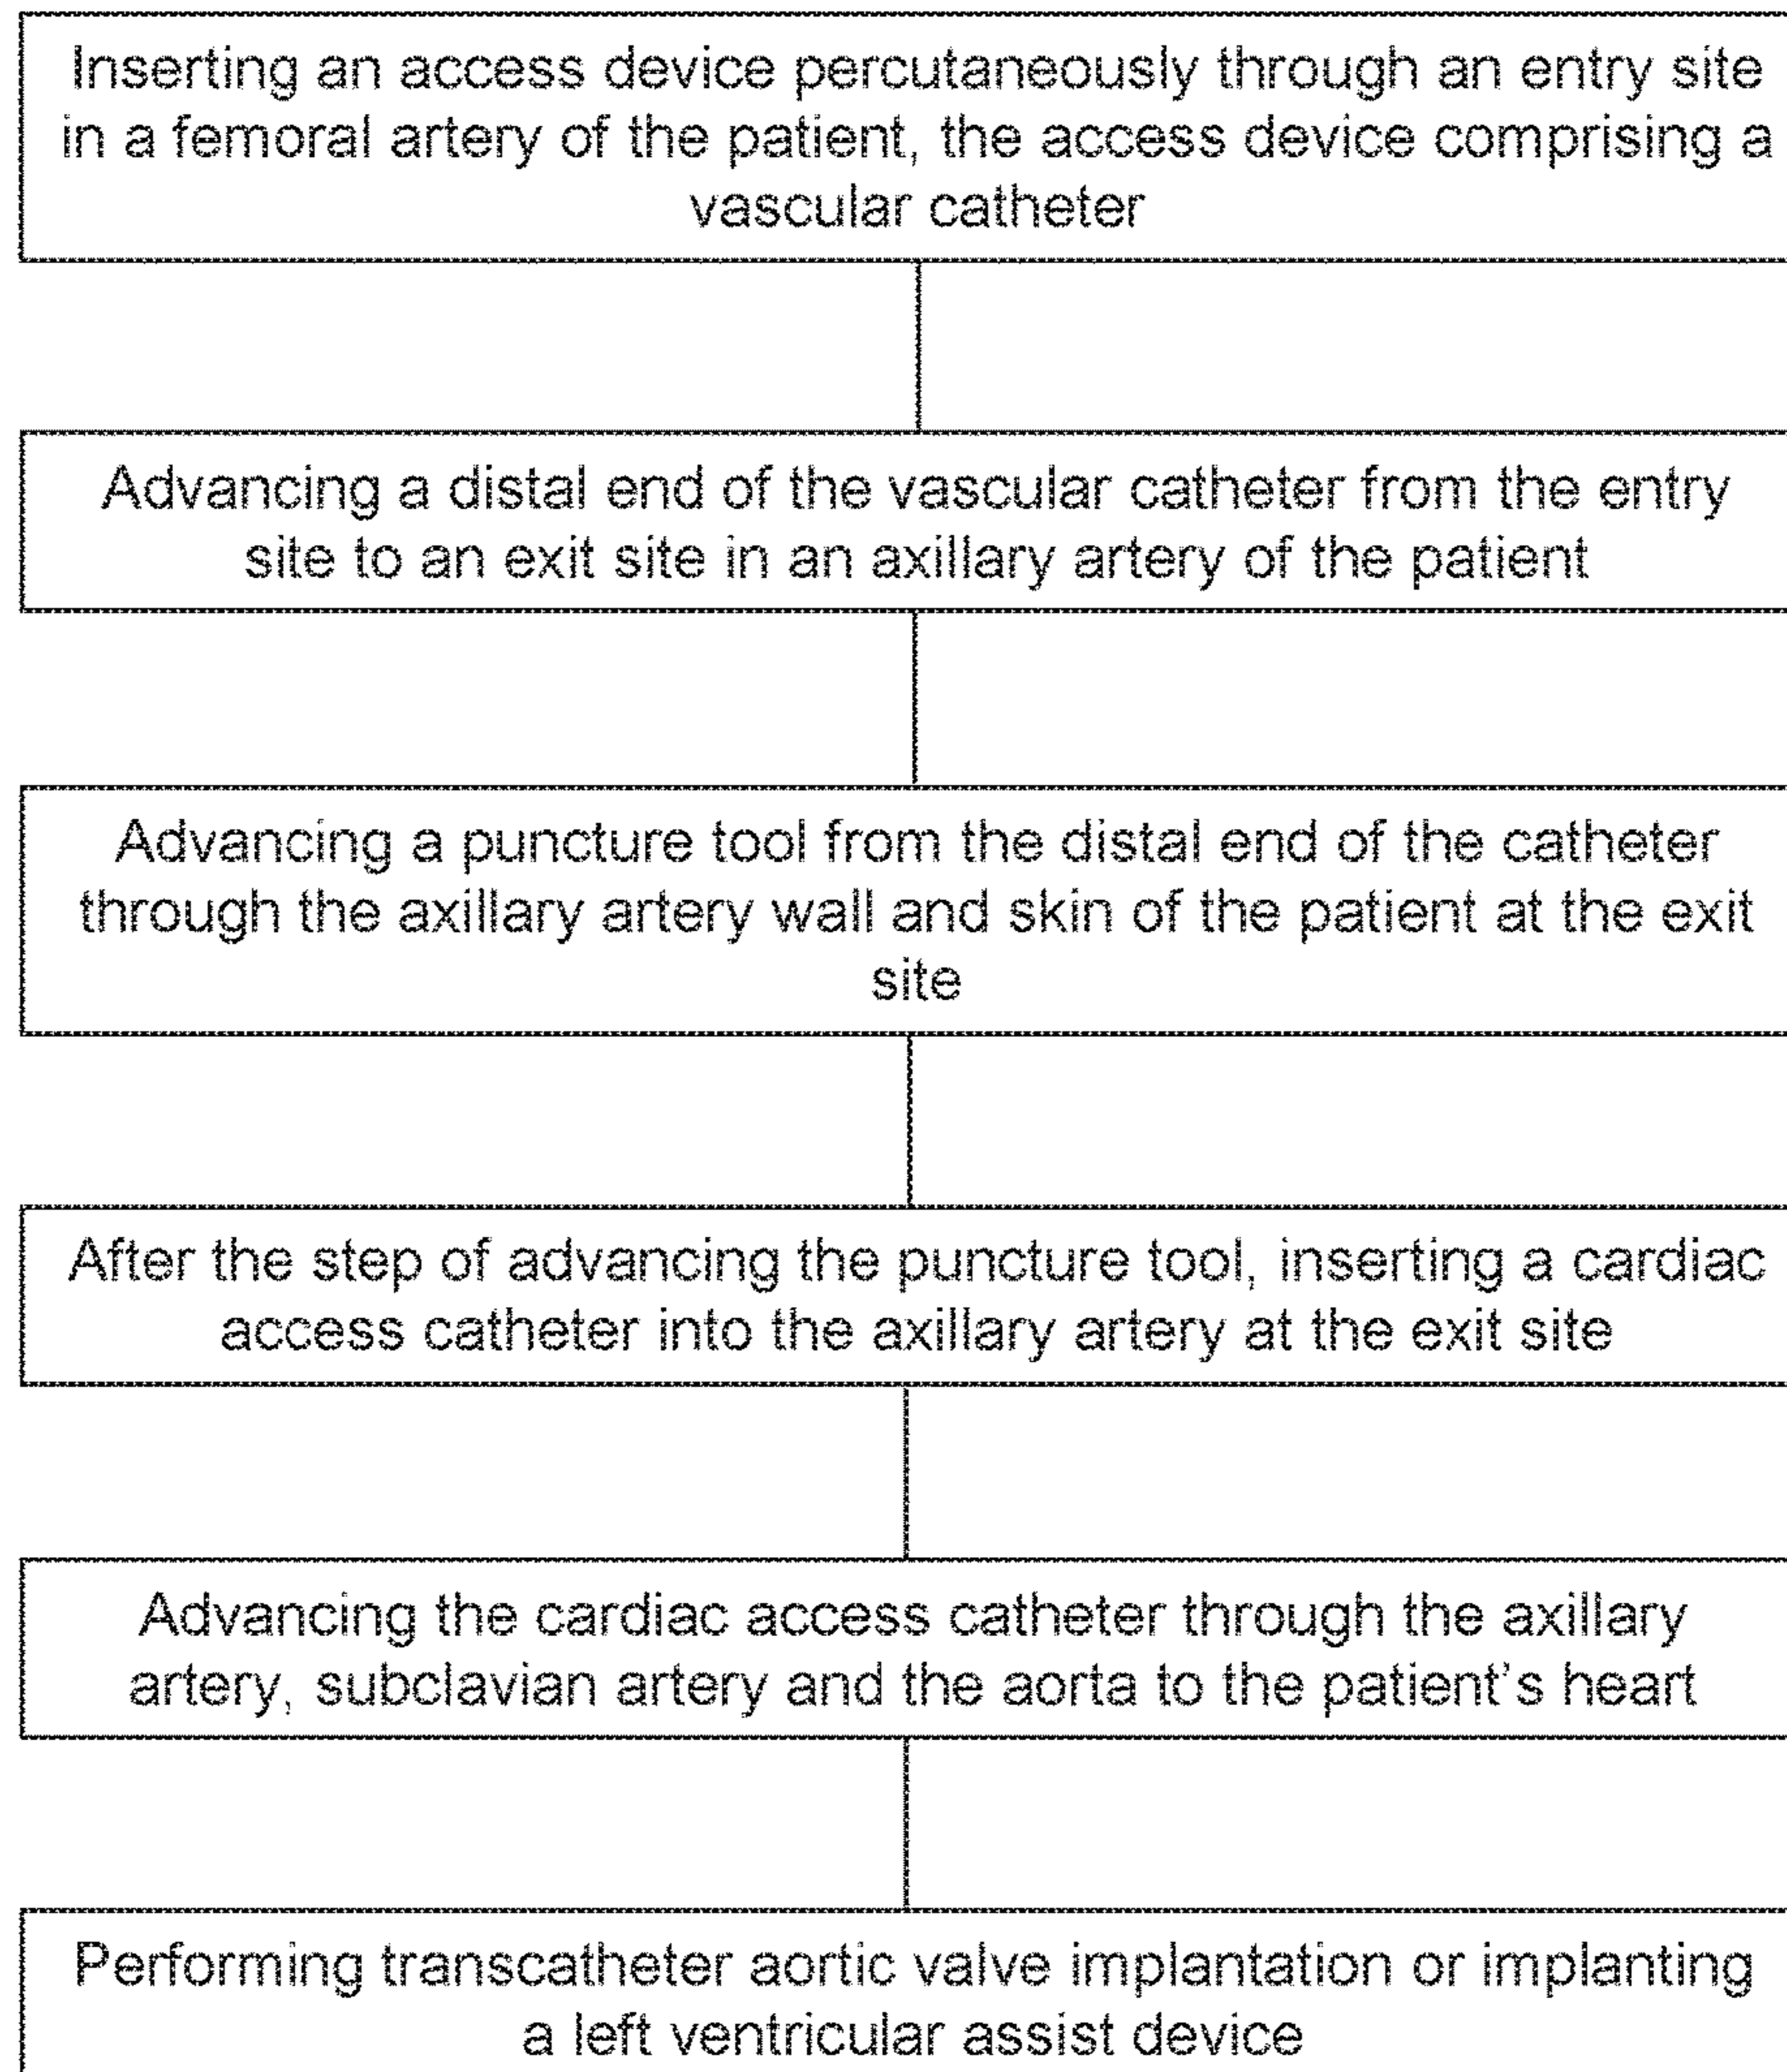 Inserting an access device percutaneously through an entry site
in a femoral artery of the patient, the access device comprising a
vascular catheter
Advancing a distal end of the vascular catheter from the entry
site to an exit site in an axillary artery of the patient
Advancing a puncture tool from the distal end of the catheter
through the axillary artery wall and skin of the patient at the exit
site
After the step of advancing the puncture tool, inserting a cardiac
access catheter into the axillary artery at the exit site
Advancing the cardiac access catheter through the axillary
artery, subclavian artery and the aorta to the patient's heart
Performing transcatheter aortic valve implantation or implanting
a left ventricular assist device